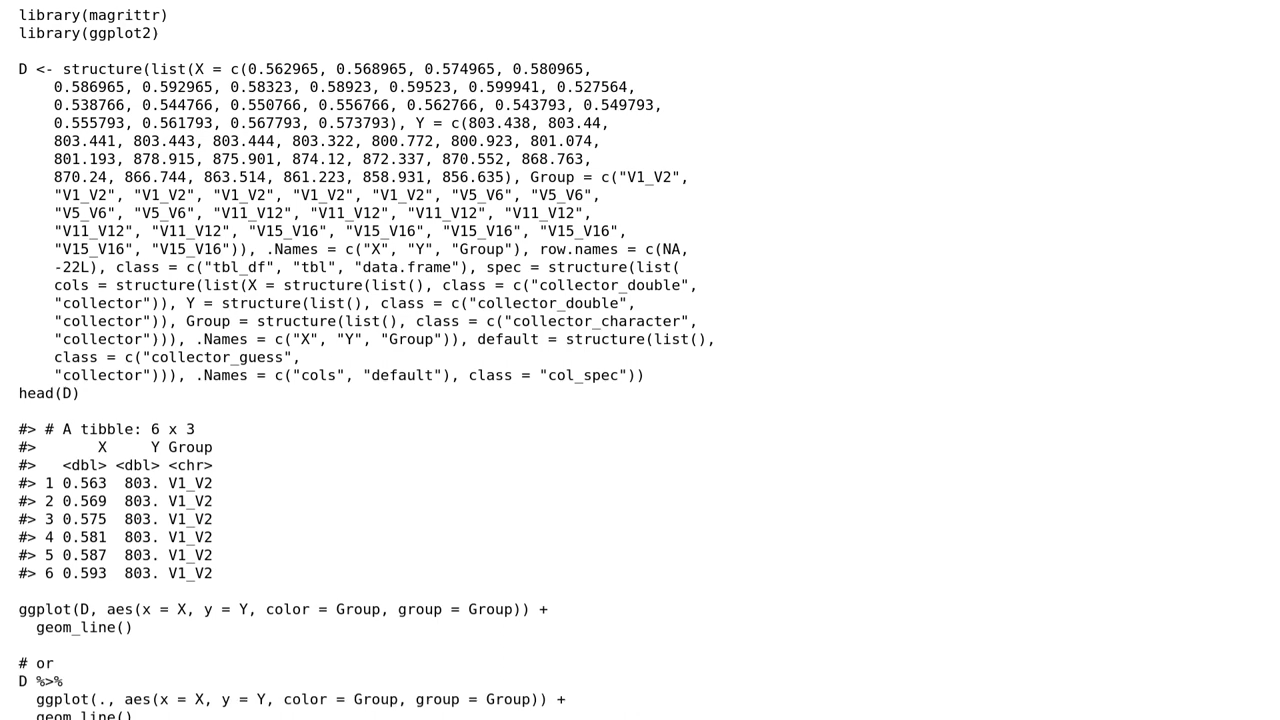 library(magrittr)
library(ggplot2)
D <- structure(list(X = c(0.562965, 0.568965, 0.574965, 0.580965,
    0.586965, 0.592965, 0.58323, 0.58923, 0.59523, 0.599941, 0.527564,
    0.538766, 0.544766, 0.550766, 0.556766, 0.562766, 0.543793, 0.549793,
    0.555793, 0.561793, 0.567793, 0.573793), Y = c(803.438, 803.44,
    803.441, 803.443, 803.444, 803.322, 800.772, 800.923, 801.074,
    801.193, 878.915, 875.901, 874.12, 872.337, 870.552, 868.763,
    870.24, 866.744, 863.514, 861.223, 858.931, 856.635), Group = c("V1_V2",
    "V1_V2", "V1_V2", "V1_V2", "V1_V2", "V1_V2", "V5_V6", "V5_V6",
    "V5_V6", "V5_V6", "V11_V12", "V11_V12", "V11_V12", "V11_V12",
    "V11_V12", "V11_V12", "V15_V16", "V15_V16", "V15_V16", "V15_V16",
    "V15_V16", "V15_V16")), .Names = c("X", "Y", "Group"), row.names = c(NA,
    -22L), class = c("tbl_df", "tbl", "data.frame"), spec = structure(list(
    cols = structure(list(X = structure(list(), class = c("collector_double",
    "collector")), Y = structure(list(), class = c("collector_double",
    "collector")), Group = structure(list(), class = c("collector_character",
    "collector"))), .Names = c("X", "Y", "Group")), default = structure(list(),
    class = c("collector_guess",
    "collector"))), .Names = c("cols", "default"), class = "col_spec"))
head(D)
#> # A tibble: 6 x 3
#>       X     Y Group
#>   <dbl> <dbl> <chr>
#> 1 0.563  803. V1_V2
#> 2 0.569  803. V1_V2
#> 3 0.575  803. V1_V2
#> 4 0.581  803. V1_V2
#> 5 0.587  803. V1_V2
#> 6 0.593  803. V1_V2
ggplot(D, aes(x = X, y = Y, color = Group, group = Group)) +
  geom_line()
# or
D %>%
  ggplot(., aes(x = X, y = Y, color = Group, group = Group)) +
  geom_line()